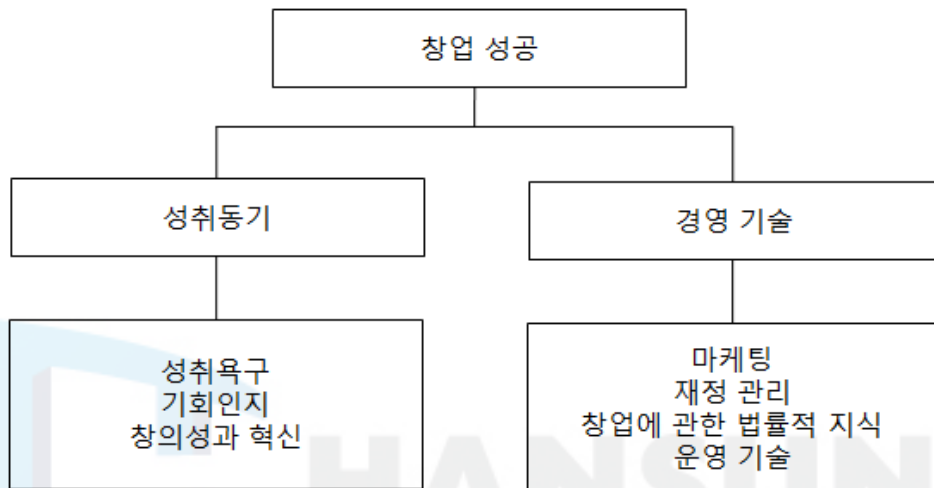 창업 성공
성취동기
경영 기술
성취욕구
기회인지
창의성과 혁신
마케팅
재정 관리
창업에 관한 법률적 지식
운영 기술